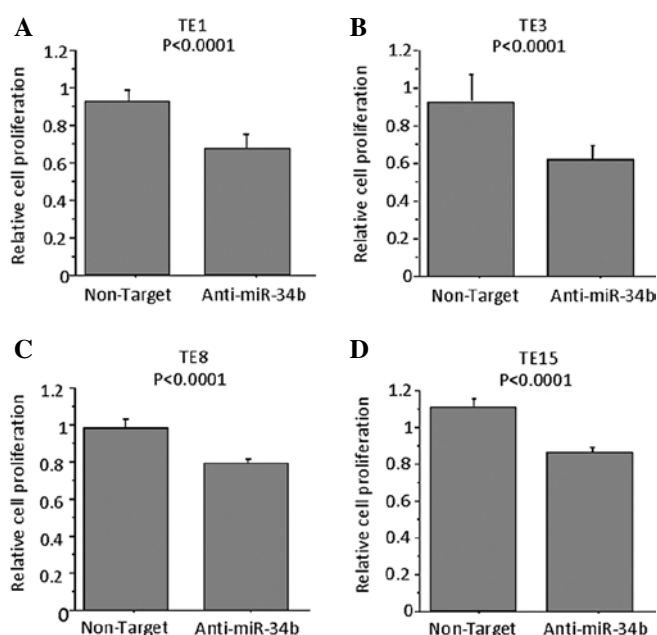 A
TE1
P<0.0001
Relative cell proliferation
1.2
1
0.8
0.6
0.4
0.2
0
Non-Target Anti-miR-34b
B
TE3
P<0.0001
Relative cell proliferation
1.2
1
0.8
0.6
0.4
0.2
0
Non-Target Anti-miR-34b
C
TE8
P<0.0001
Relative cell proliferation
1.2
1
0.8
0.6
0.4
0.2
0
Non-Target Anti-miR-34b
D
TE15
P<0.0001
Relative cell proliferation
1.2
1
0.8
0.6
0.4
0.2
0
Non-Target Anti-miR-34b